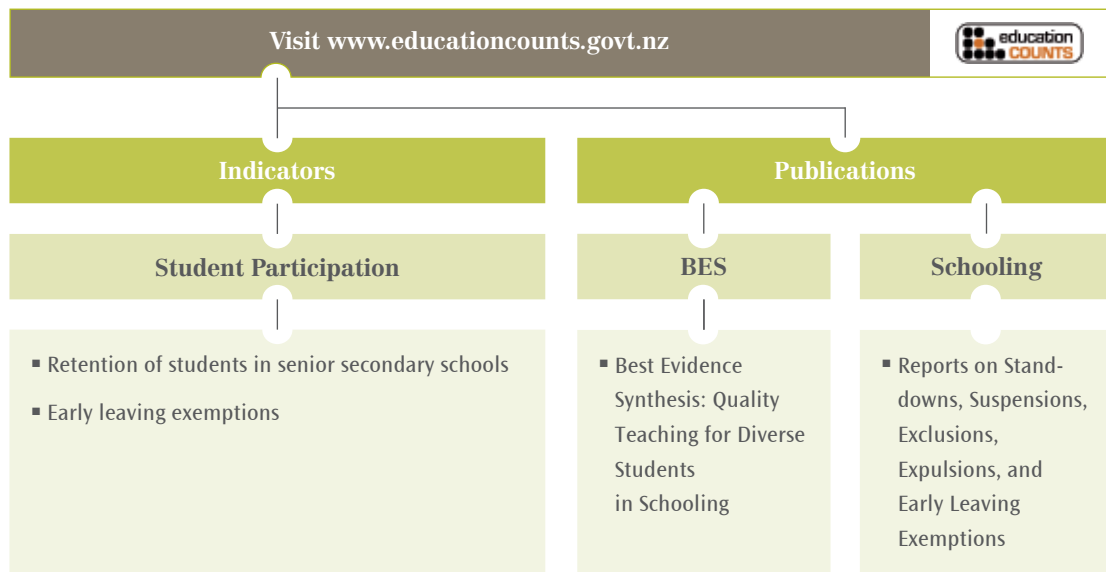 Visit www.educationcounts.govt.nz
education
COUNTS
Indicators
Publications
Student Participation
BES
Schooling
▪ Retention of students in senior secondary schools
▪ Early leaving exemptions
▪ Best Evidence
Synthesis: Quality
Teaching for Diverse
Students
in Schooling
▪ Reports on Stand-
downs, Suspensions,
Exclusions,
Expulsions, and
Early Leaving
Exemptions